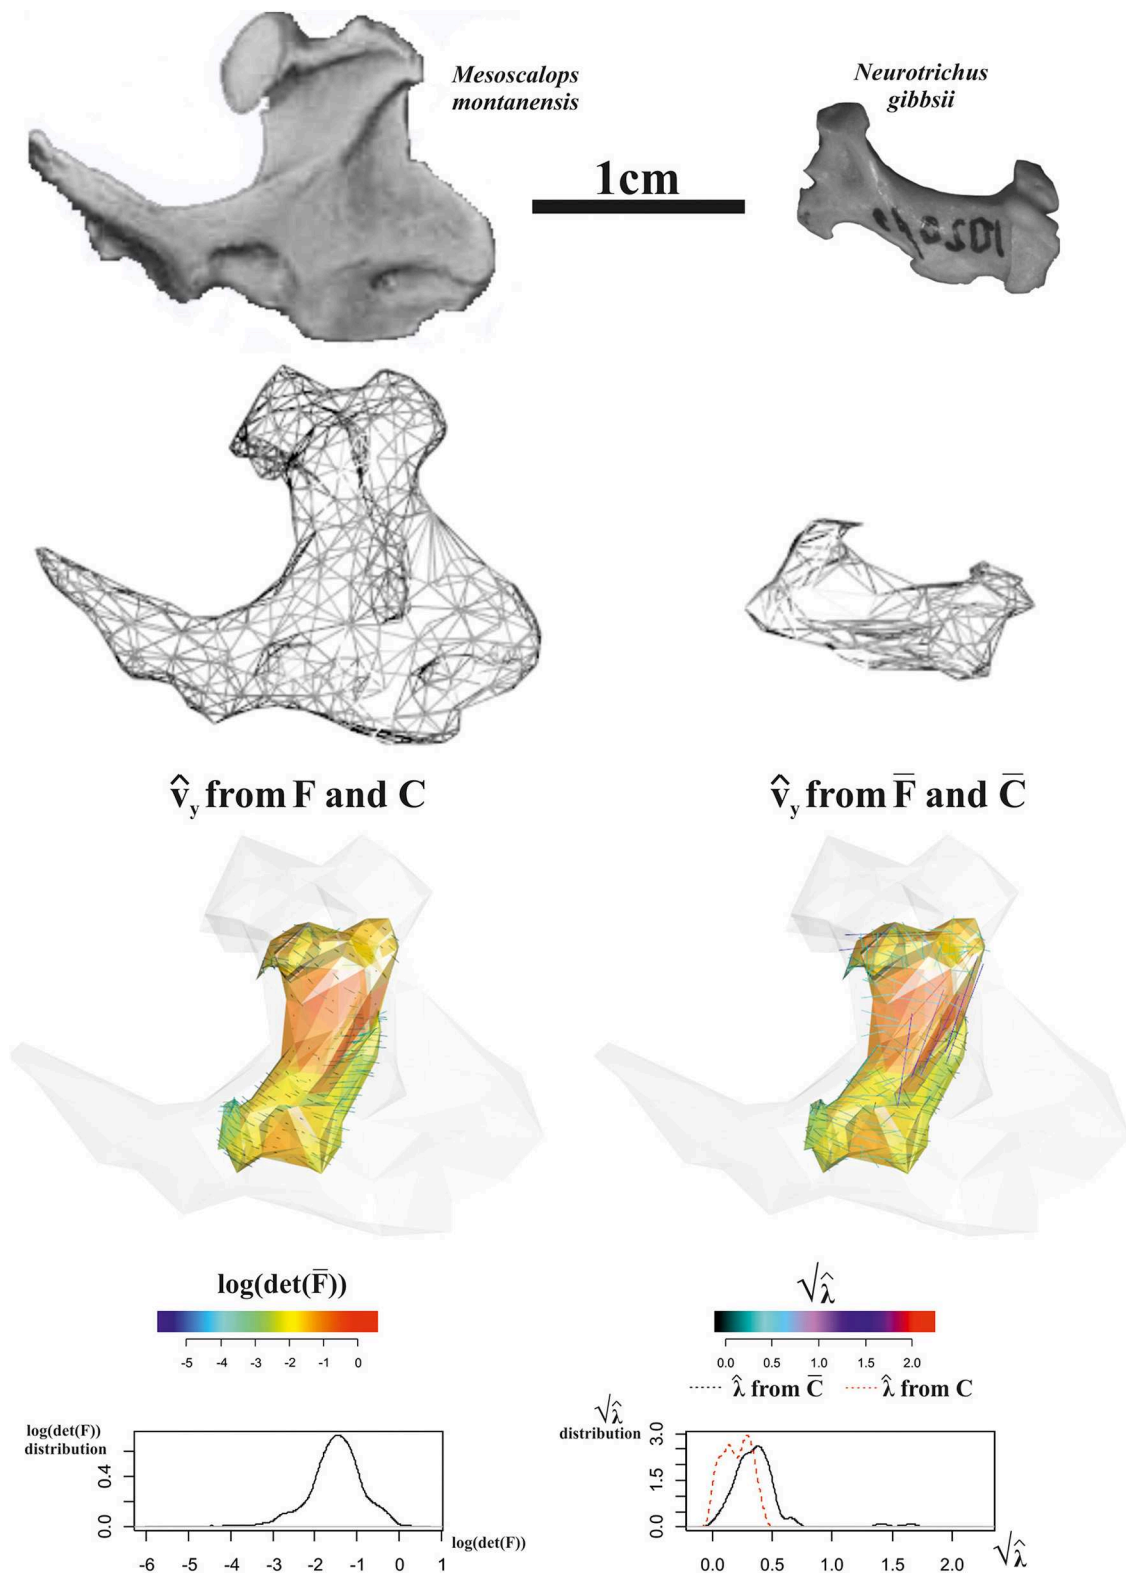 Mesoscalops
montanensis
Neurotrichus
gibbsii
1cm
v̂y from F and C
v̂y from F̄ and C̄
log(det(F̄))
-5 -4 -3 -2 -1 0
√λ̂
0.0 0.5 1.0 1.5 2.0
λ̂ from C̄ λ̂ from C
log(det(F))
distribution
0.4
0.0
-6 -5 -4 -3 -2 -1 0 1
log(det(F))
√λ̂
distribution
3.0
1.5
0.0
0.0 0.5 1.0 1.5 2.0
√λ̂